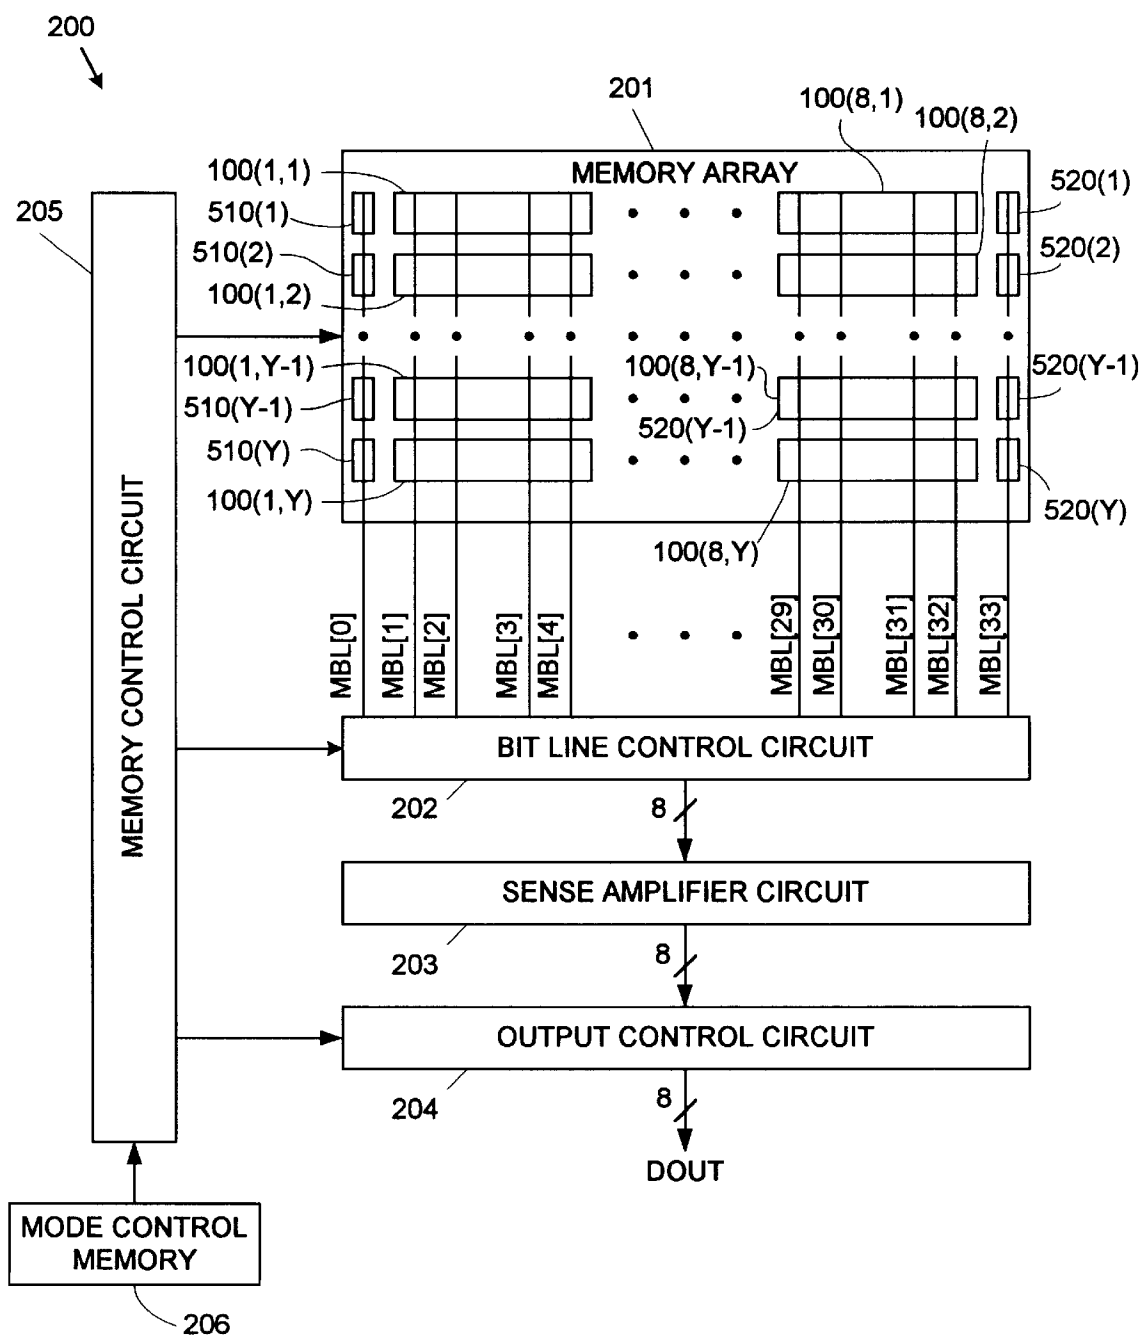 200
201
100(8,1)
100(8,2)
MEMORY ARRAY
100(1,1)
510(1)
520(1)
205
510(2)
520(2)
100(1,2)
100(1,Y-1)
100(8,Y-1)
520(Y-1)
510(Y-1)
520(Y-1)
510(Y)
100(1,Y)
520(Y)
100(8,Y)
MEMORY CONTROL CIRCUIT
MBL[0]
MBL[1]
MBL[2]
MBL[3]
MBL[4]
MBL[29]
MBL[30]
MBL[31]
MBL[32]
MBL[33]
BIT LINE CONTROL CIRCUIT
202
8
SENSE AMPLIFIER CIRCUIT
203
8
OUTPUT CONTROL CIRCUIT
204
8
DOUT
MODE CONTROL
MEMORY
206